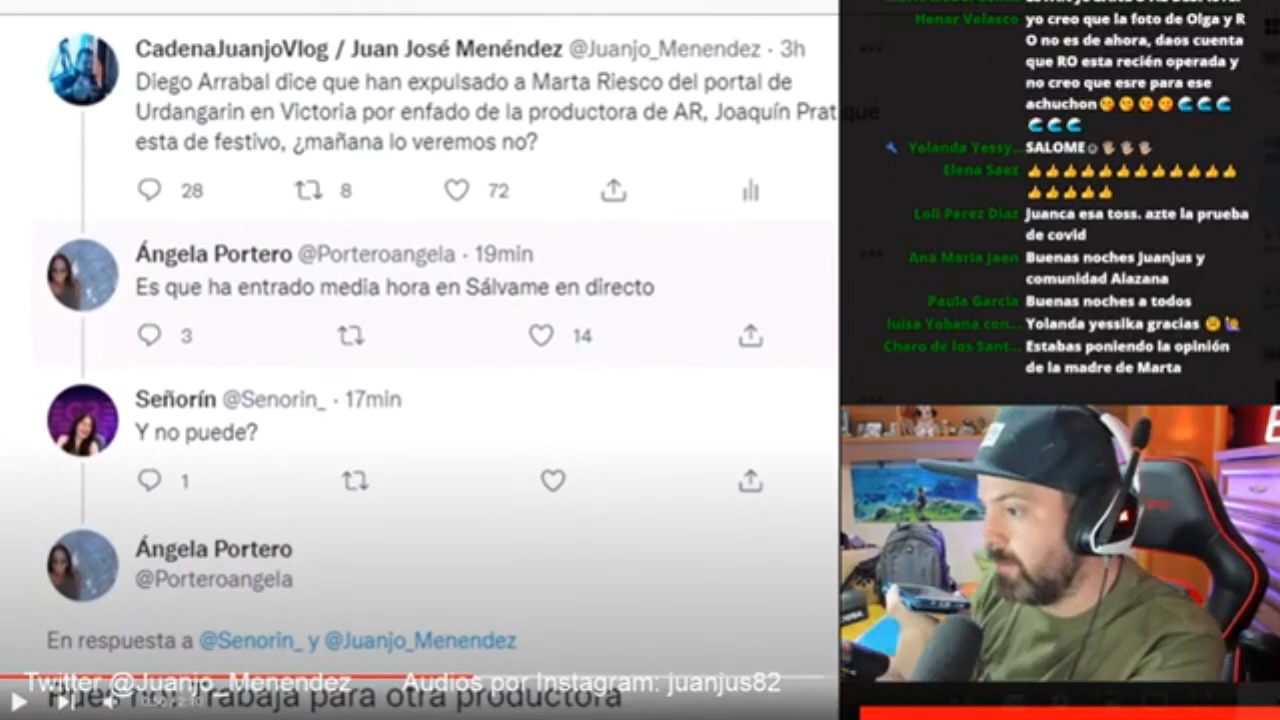 CadenaJuanjoVlog / Juan José Menéndez @Juanjo_Menendez · 3h
Diego Arrabal dice que han expulsado a Marta Riesco del portal de
Urdangarin en Victoria por enfado de la productora de AR, Joaquín Prat que
esta de festivo, ¿mañana lo veremos no?
28 8 72
Ángela Portero @Porteroangela · 19min
Es que ha entrado media hora en Sálvame en directo
3 14
Señorín @Senorin_ · 17min
Y no puede?
1
Ángela Portero
@Porteroangela
En respuesta a @Senorin_ y @Juanjo_Menendez
Twitter @Juanjo_Menendez Audios por Instagram: juanjus82
trabaja para otra productora
Henar Velasco yo creo que la foto de Olga y R
O no es de ahora, daos cuenta
que RO esta recién operada y
no creo que esre para ese
achuchon😘😘😘😘🌊🌊🌊
🌊🌊🌊
Yolanda Yessy... SALOME☺👋👋👋
Elena Saez 👍👍👍👍👍👍👍👍👍👍👍👍
👍👍👍👍👍
Loli Perez Diaz Juanca esa toss. azte la prueba
de covid
Ana Maria Jaen Buenas noches Juanjus y
comunidad Alazana
Paula Garcia Buenas noches a todos
luisa Yobana con... Yolanda yessika gracias
Charo de los Sant... Estabas poniendo la opinión
de la madre de Marta